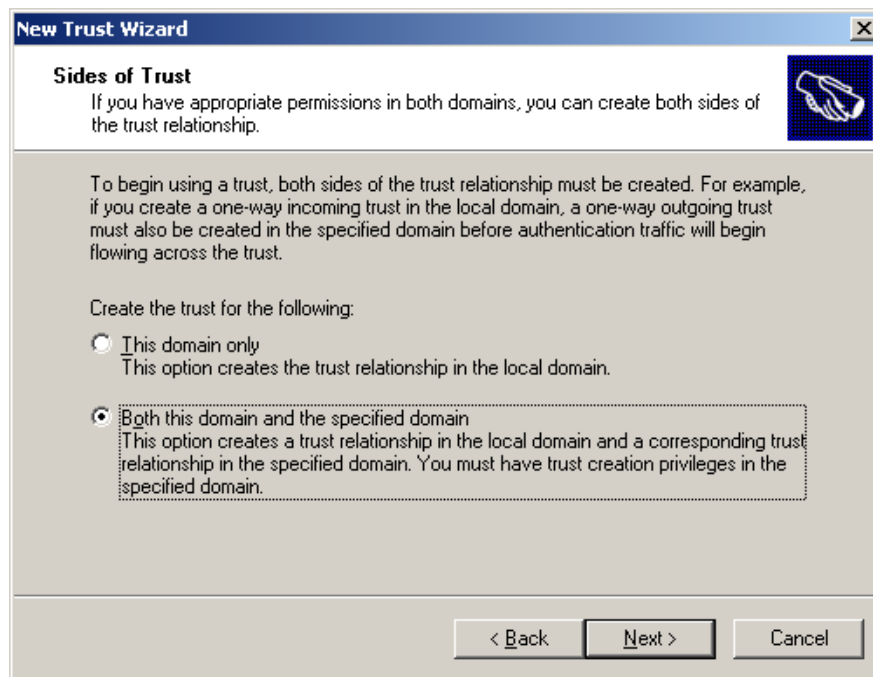 New Trust Wizard
Sides of Trust
If you have appropriate permissions in both domains, you can create both sides of
the trust relationship.
To begin using a trust, both sides of the trust relationship must be created. For example,
if you create a one-way incoming trust in the local domain, a one-way outgoing trust
must also be created in the specified domain before authentication traffic will begin
flowing across the trust.
Create the trust for the following:
This domain only
This option creates the trust relationship in the local domain.
Both this domain and the specified domain
This option creates a trust relationship in the local domain and a corresponding trust
relationship in the specified domain. You must have trust creation privileges in the
specified domain.
< Back Next > Cancel